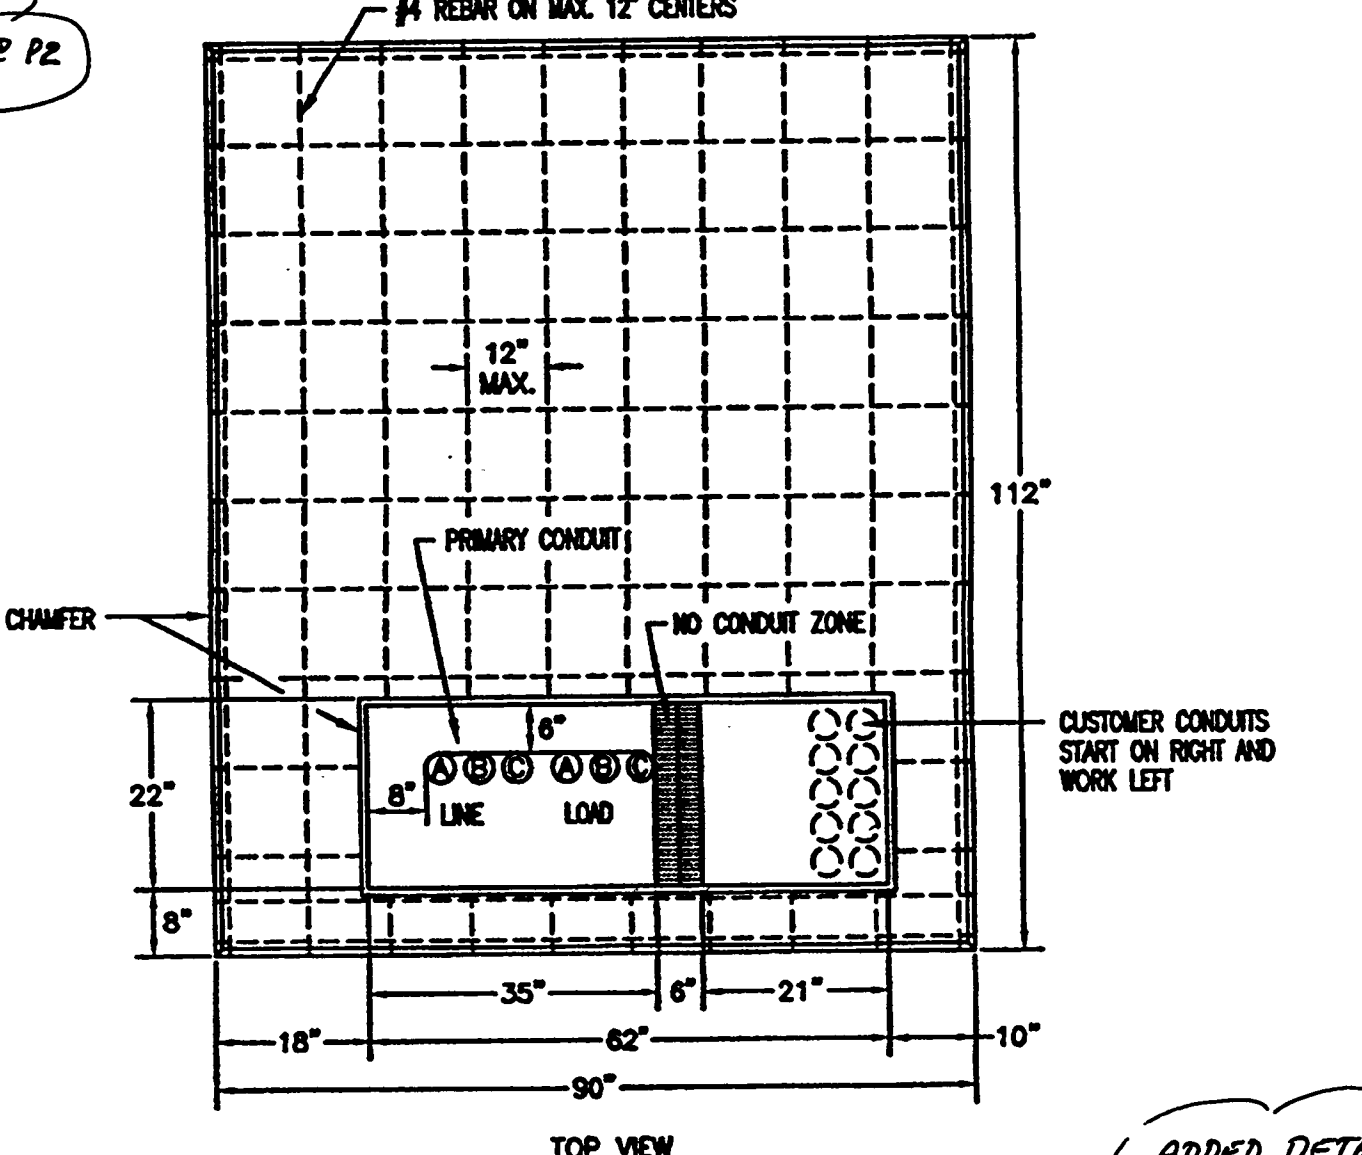 #4 REBAR ON MAX. 12" CENTERS
P2
12"
MAX.
112"
PRIMARY CONDUIT
CHAMFER
NO CONDUIT ZONE
6"
CUSTOMER CONDUITS
START ON RIGHT AND
WORK LEFT
A B C A B C
22"
8"
LINE LOAD
8"
35" 6" 21"
18" 62" 10"
90"
TOP VIEW
ADDED